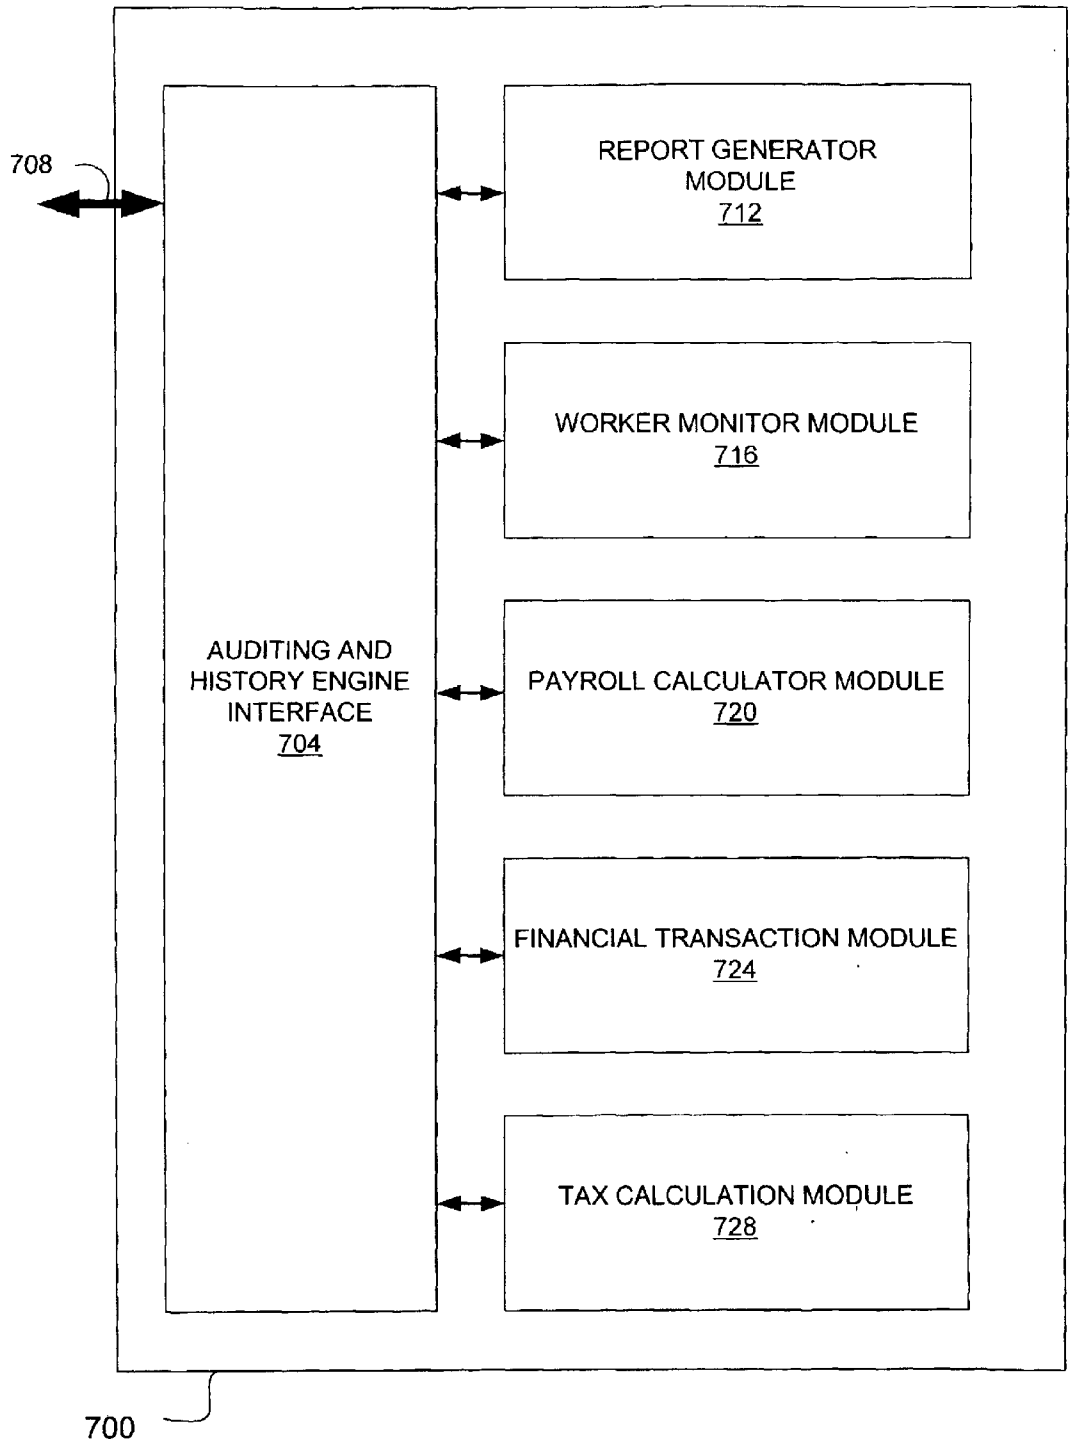 708
REPORT GENERATOR
MODULE
712
WORKER MONITOR MODULE
716
AUDITING AND
HISTORY ENGINE
INTERFACE
704
PAYROLL CALCULATOR MODULE
720
FINANCIAL TRANSACTION MODULE
724
TAX CALCULATION MODULE
728
700